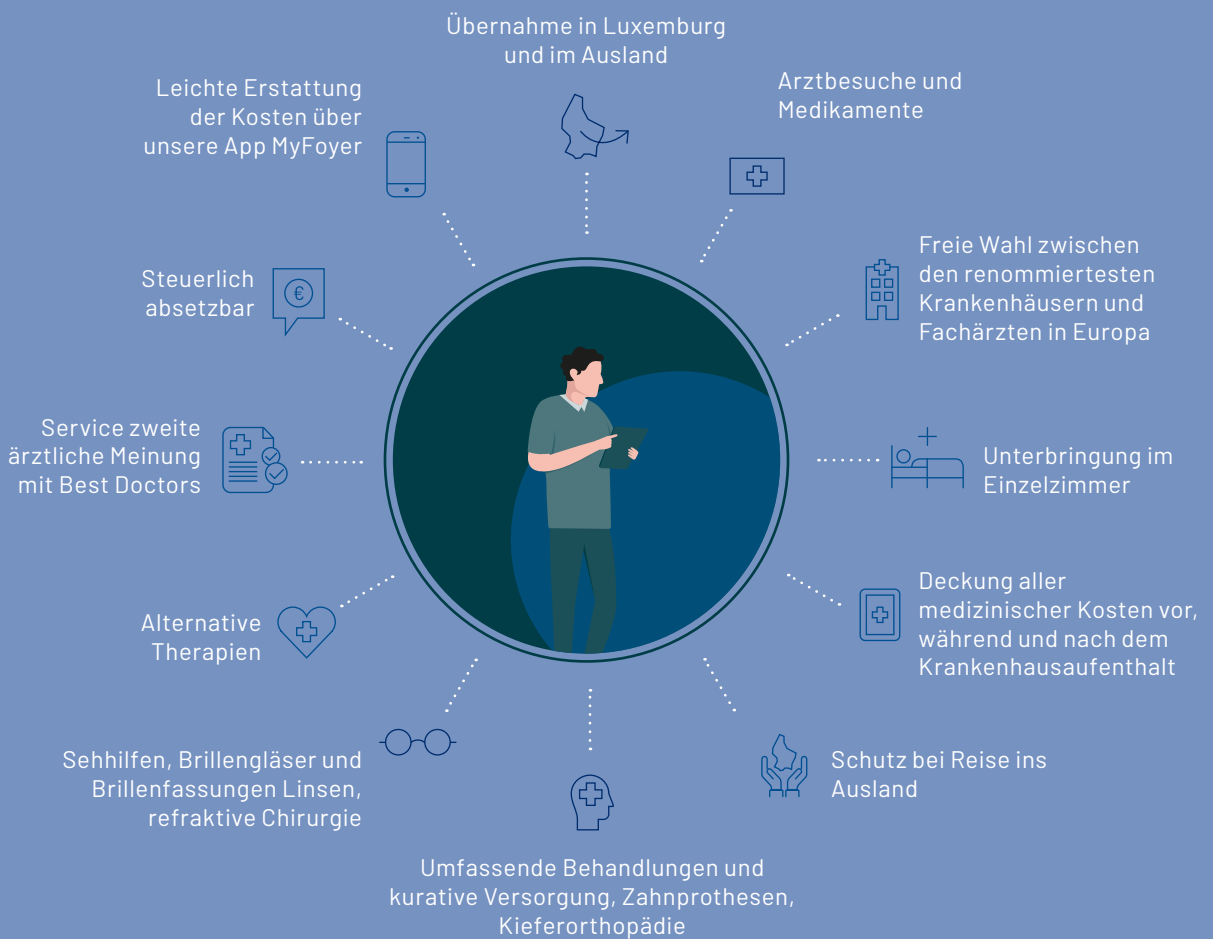 Übernahme in Luxemburg
und im Ausland
Arztbesuche und
Medikamente
Freie Wahl zwischen
den renommiertesten
Krankenhäusern und
Fachärzten in Europa
Unterbringung im
Einzelzimmer
Deckung aller
medizinischer Kosten vor,
während und nach dem
Krankenhausaufenthalt
Schutz bei Reise ins
Ausland
Umfassende Behandlungen und
kurative Versorgung, Zahnprothesen,
Kieferorthopädie
Sehhilfen, Brillengläser und
Brillenfassungen Linsen,
refraktive Chirurgie
Alternative
Therapien
Service zweite
ärztliche Meinung
mit Best Doctors
Steuerlich
absetzbar
€
Leichte Erstattung
der Kosten über
unsere App MyFoyer